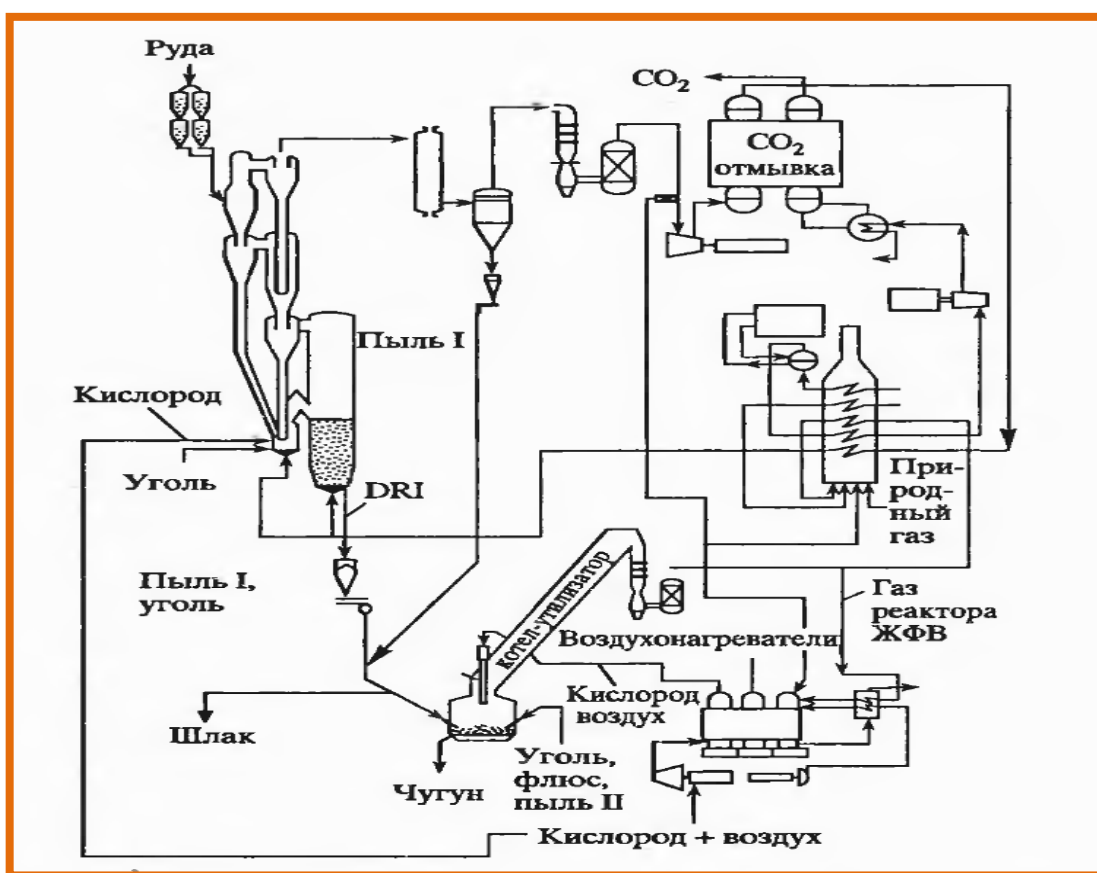 Руда
CO₂
CO₂
отмывка
Пыль I
Кислород
Уголь
DRI
При-
род-
ный
газ
Пыль I,
уголь
котел-утилизатор
Газ
реактора
ЖФВ
Воздухонагреватели
Кислород
воздух
Шлак
Чугун
Уголь,
флюс,
пыль II
Кислород + воздух